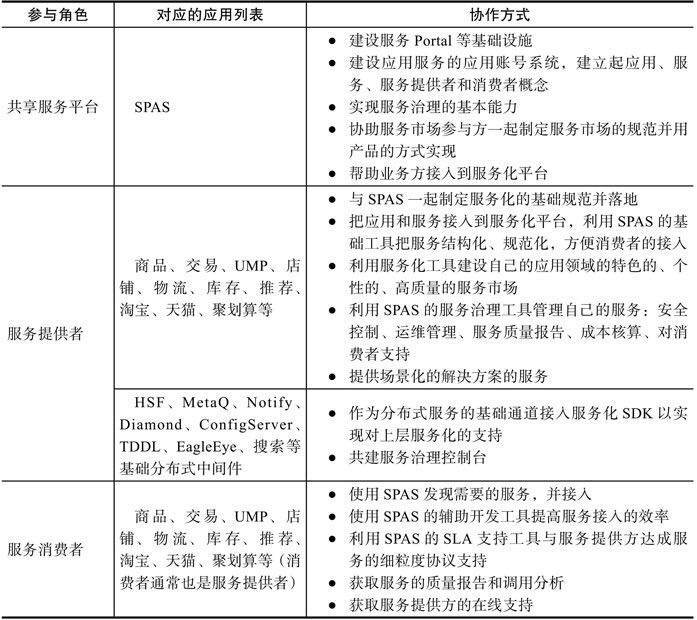 参与角色 对应的应用列表 协作方式
共享服务平台 SPAS
● 建设服务 Portal 等基础设施
● 建设应用服务的应用账号系统，建立起应用、服
务、服务提供者和消费者概念
● 实现服务治理的基本能力
● 协助服务市场参与方一起制定服务市场的规范并用
产品的方式实现
● 帮助业务方接入到服务化平台
服务提供者
商品、交易、UMP、店
铺、物流、库存、推荐、
淘宝、天猫、聚划算等
● 与 SPAS 一起制定服务化的基础规范并落地
● 把应用和服务接入到服务化平台，利用 SPAS 的基
础工具把服务结构化、规范化，方便消费者的接入
● 利用服务化工具建设自己的应用领域的特色的、个
性的、高质量的服务市场
● 利用 SPAS 的服务治理工具管理自己的服务：安全
控制、运维管理、服务质量报告、成本核算、对消
费者支持
● 提供场景化的解决方案的服务
HSF、MetaQ、Notify、
Diamond、ConfigServer、
TDDL、EagleEye、搜索等
基础分布式中间件
● 作为分布式服务的基础通道接入服务化 SDK 以实
现对上层服务化的支持
● 共建服务治理控制台
服务消费者
商品、交易、UMP、店
铺、物流、库存、推荐、
淘宝、天猫、聚划算等（消
费者通常也是服务提供者）
● 使用 SPAS 发现需要的服务，并接入
● 使用 SPAS 的辅助开发工具提高服务接入的效率
● 利用 SPAS 的 SLA 支持工具与服务提供方达成服
务的细粒度协议支持
● 获取服务的质量报告和调用分析
● 获取服务提供方的在线支持